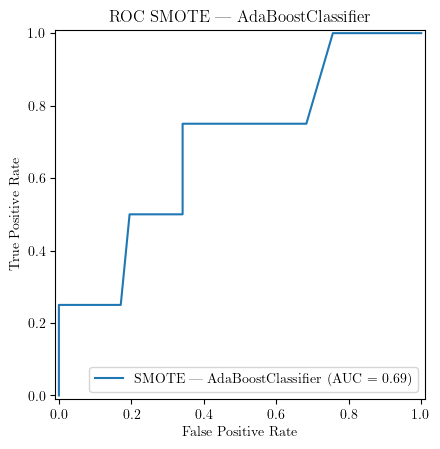 ROC SMOTE — AdaBoostClassifier
1.0
0.8
0.6
0.4
0.2
0.0
True Positive Rate
SMOTE — AdaBoostClassifier (AUC = 0.69)
0.0 0.2 0.4 0.6 0.8 1.0
False Positive Rate